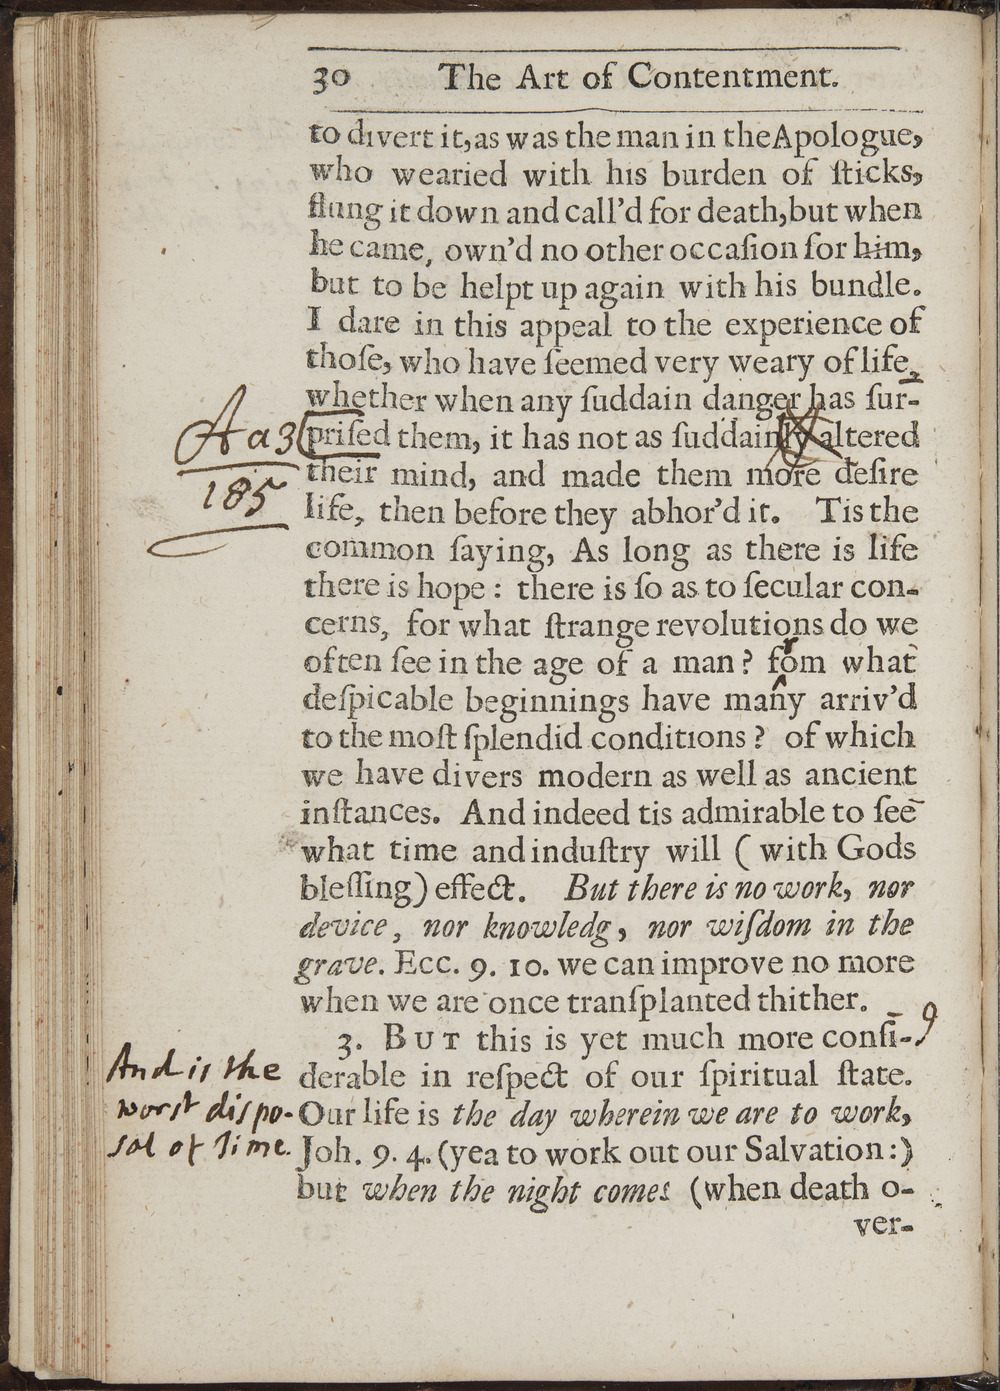 30 The Art of Contentment.
to divert it, as was the man in the Apologue,
who wearied with his burden of ſticks,
flung it down and call'd for death, but when
he came, own'd no other occaſion for him,
but to be helpt up again with his bundle.
I dare in this appeal to the experience of
thoſe, who have ſeemed very weary of life,
whether when any ſuddain danger has ſur-
Aa3 priſed them, it has not as ſuddainly altered
185 their mind, and made them more deſire
life, then before they abhor'd it. Tis the
common ſaying, As long as there is life
there is hope : there is ſo as to ſecular con-
cerns, for what ſtrange revolutions do we
often ſee in the age of a man ? fom what
r
deſpicable beginnings have many arriv'd
to the moſt ſplendid conditions ? of which
we have divers modern as well as ancient
inſtances. And indeed tis admirable to ſee
what time and induſtry will ( with Gods
bleſſing) effect. But there is no work, nor
device, nor knowledg, nor wiſdom in the
grave. Ecc. 9. 10. we can improve no more
when we are once tranſplanted thither.
3. BUT this is yet much more conſi-
And is the derable in reſpect of our ſpiritual ſtate.
worst dispo- Our life is the day wherein we are to work,
sal of Time. Joh. 9. 4. (yea to work out our Salvation :)
but when the night comes (when death o-
ver-